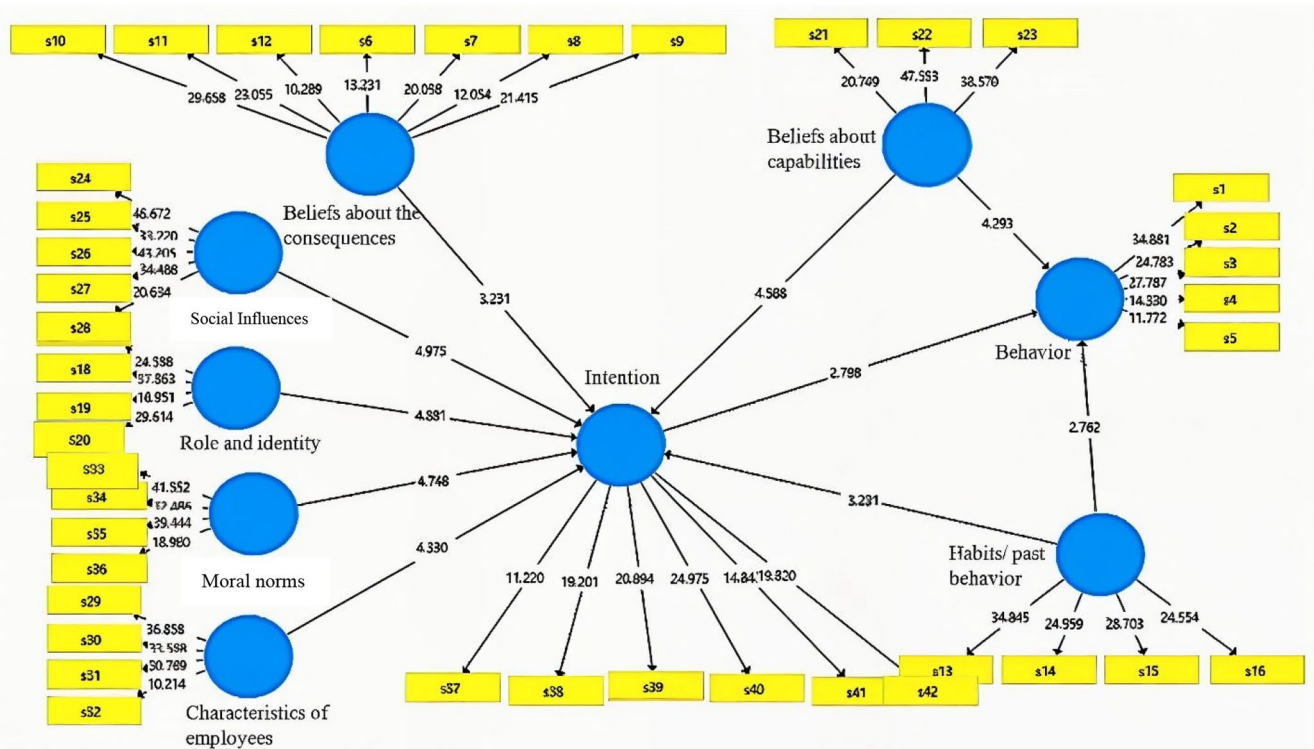 s10 s11 s12 s6 s7 s8 s9
s21 s22 s23
29.658 23.055 10.289 13.231 20.058 12.054 21.415
20.749 47.593 38.570
Beliefs about the
consequences
Beliefs about
capabilities
s24
s25
s26
s27
s28
46.672
33.220
43.205
34.488
20.634
Social Influences
s1
s2
s3
s4
s5
34.881
24.783
27.787
14.330
11.772
Behavior
4.293
4.588
3.231
4.975
2.798
2.762
s18
s19
S20
24.588
37.863
16.951
29.614
Role and identity
4.881
Intention
s33
s34
s35
s36
39.444
18.980
Moral norms
4.748
3.231
Habits/ past
behavior
s29
s30
s31
s32
36.858
10.214
Characteristics of
employees
4.330
11.220 19.201 20.894 24.975 19.820
34.845 24.959 28.703 24.554
s37 s38 s39 s40 s41 s42
s13 s14 s15 s16